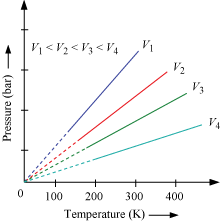 V₁ < V₂ < V₃ < V₄
V₁
V₂
V₃
V₄
Pressure (bar)
0 100 200 300 400
Temperature (K)